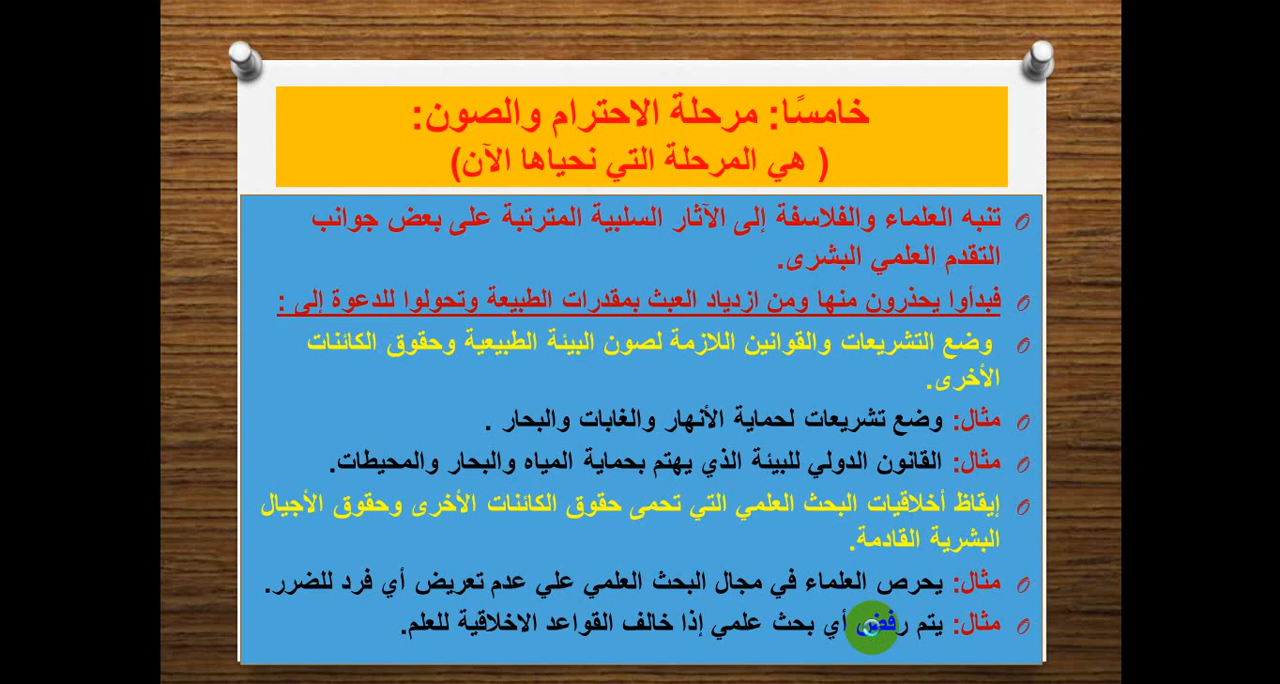 خامسًا: مرحلة الاحترام والصون:
( هي المرحلة التي نحياها الآن)
تنبه العلماء والفلاسفة إلى الآثار السلبية المترتبة على بعض جوانب
التقدم العلمي البشرى.
فبدأوا يحذرون منها ومن ازدياد العبث بمقدرات الطبيعة وتحولوا للدعوة إلى :
وضع التشريعات والقوانين اللازمة لصون البيئة الطبيعية وحقوق الكائنات
الأخرى.
مثال: وضع تشريعات لحماية الأنهار والغابات والبحار .
مثال: القانون الدولي للبيئة الذي يهتم بحماية المياه والبحار والمحيطات.
إيقاظ أخلاقيات البحث العلمي التي تحمى حقوق الكائنات الأخرى وحقوق الأجيال
البشرية القادمة.
مثال: يحرص العلماء في مجال البحث العلمي علي عدم تعريض أي فرد للضرر.
مثال: يتم رفض أي بحث علمي إذا خالف القواعد الاخلاقية للعلم.